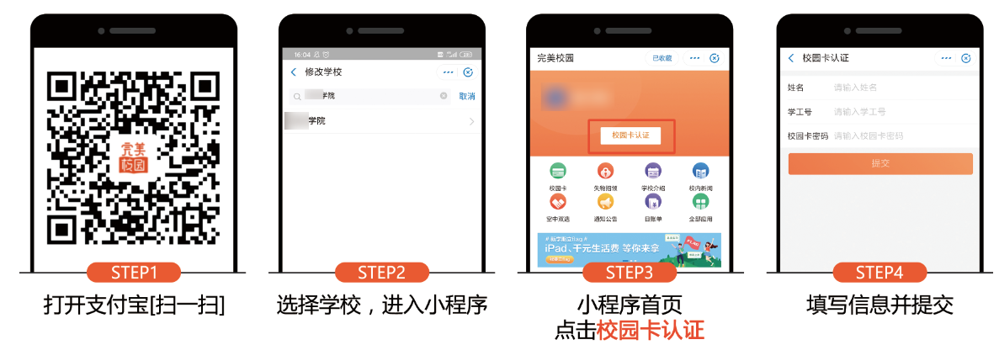 完美
校园
STEP1
打开支付宝[扫一扫]
16:04
修改学校
学院
取消
学院
STEP2
选择学校，进入小程序
完美校园
已收藏
校园卡认证
校园卡
失物招领
学校介绍
校内新闻
空中双选
通知公告
日账单
全部应用
#新学期立flag#
iPad、千元生活费 等你来拿
STEP3
小程序首页
点击校园卡认证
校园卡认证
姓名 请输入姓名
学工号 请输入学工号
校园卡密码 请输入校园卡密码
提交
STEP4
填写信息并提交